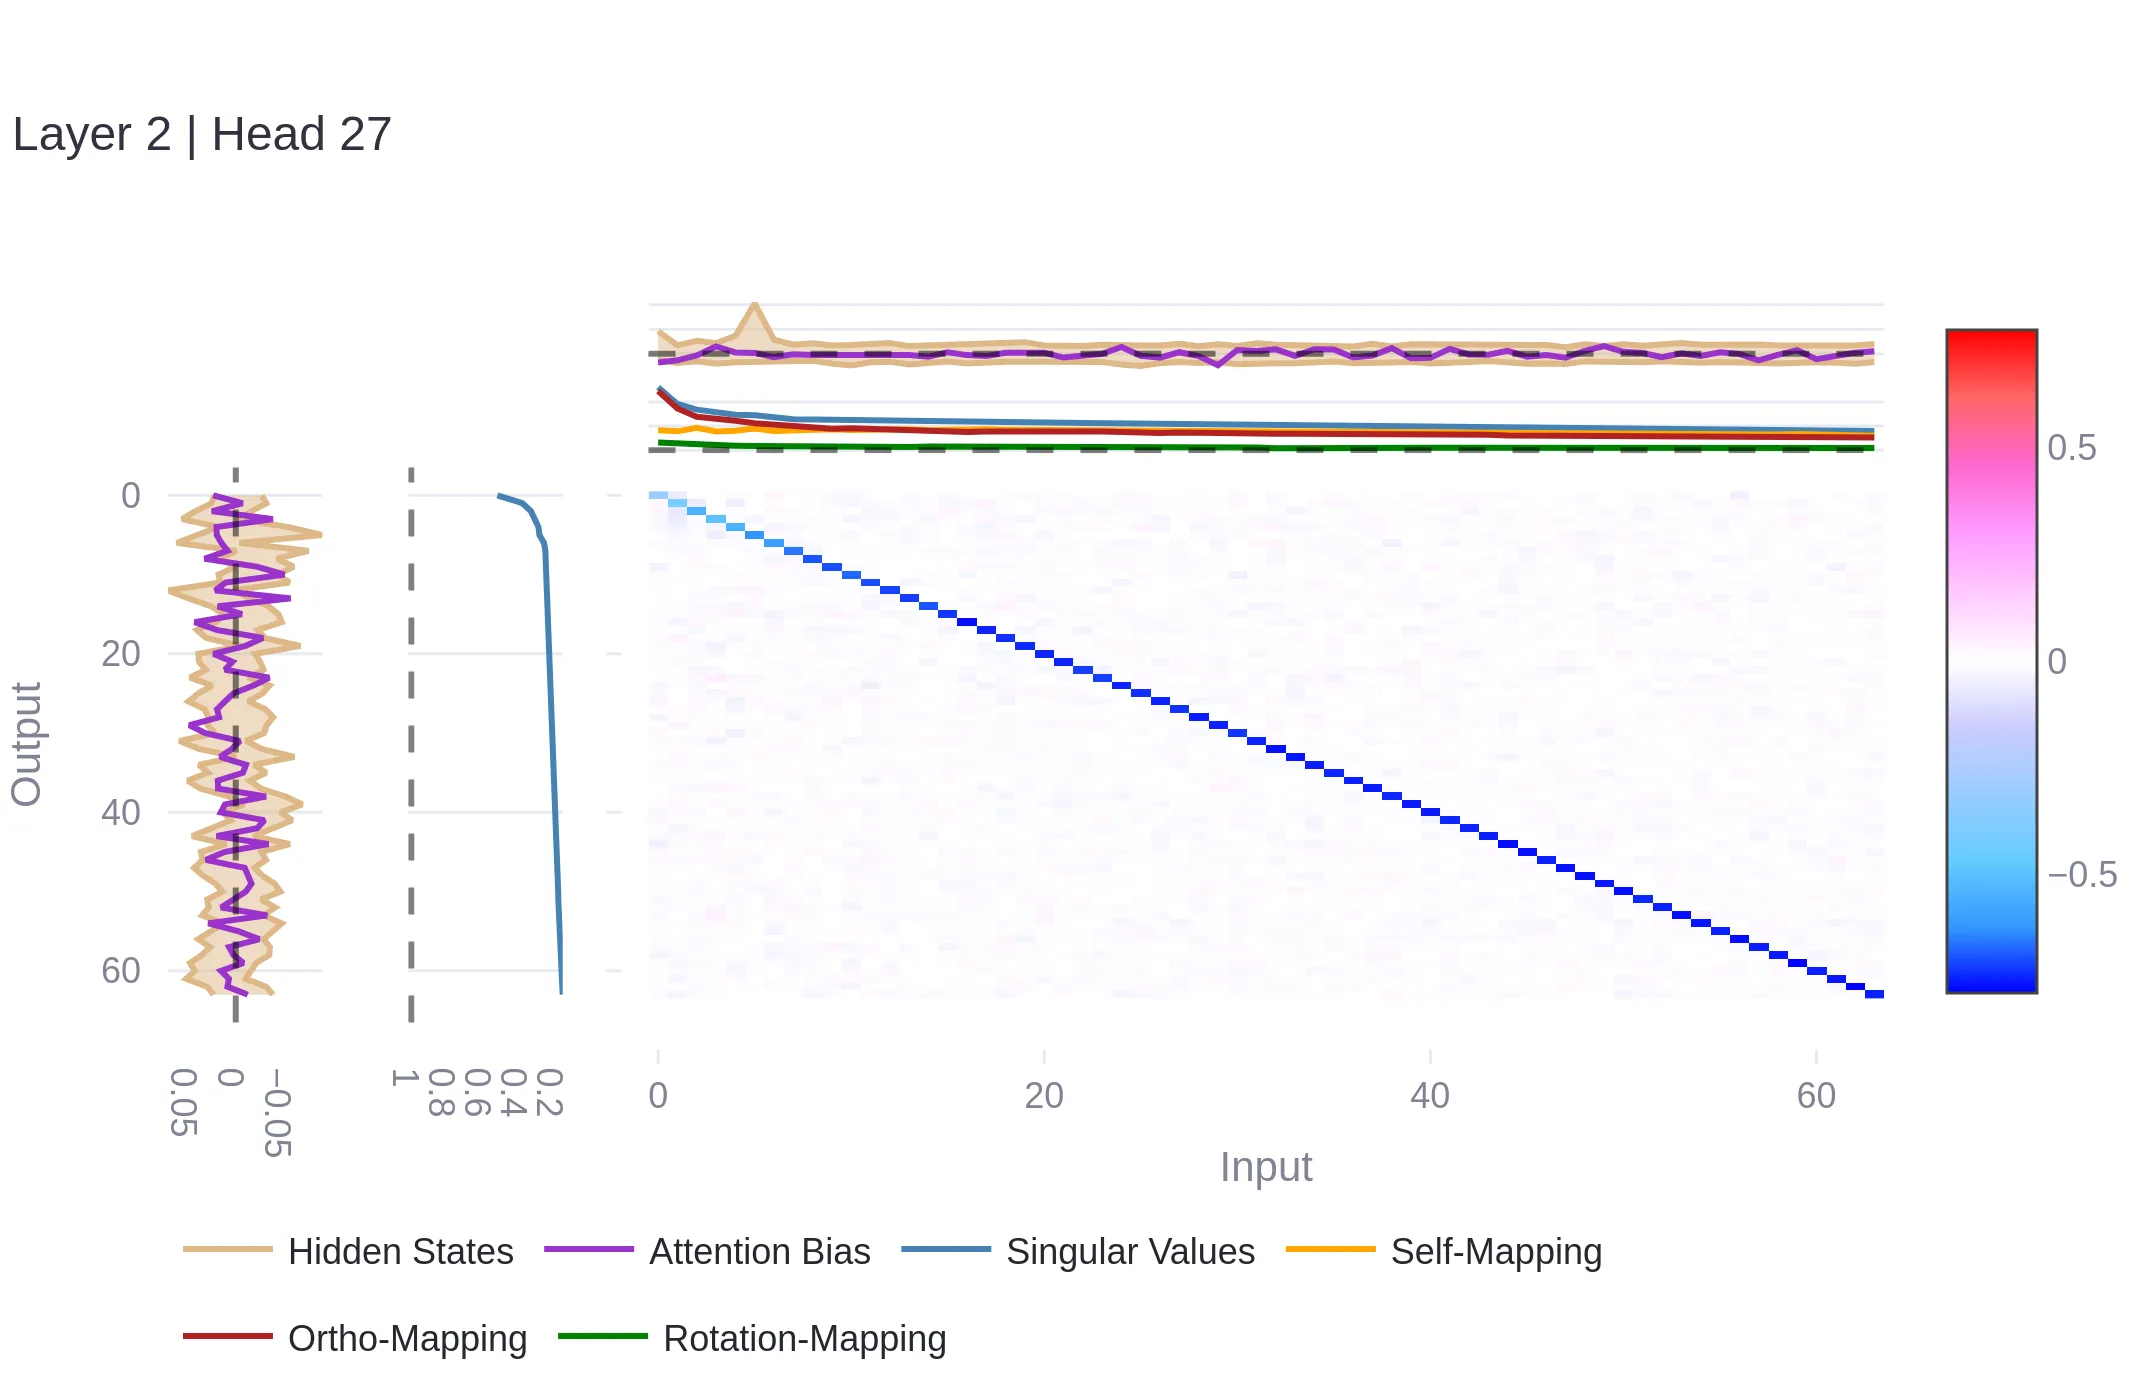 Layer 2 | Head 27
0
20
40
60
Output
0.05
0
−0.05
1
0.8
0.6
0.4
0.2
0
20
40
60
Input
0.5
0
−0.5
Hidden States
Attention Bias
Singular Values
Self-Mapping
Ortho-Mapping
Rotation-Mapping